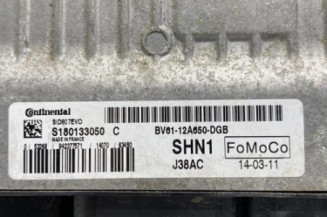 Continental
SID807EVO
S180133050 C
MADE IN FRANCE
BV61-12A650-DGB
SHN1
J38AC
FoMoCo
14-03-11